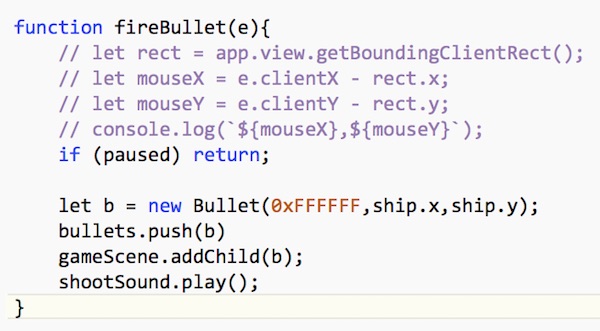 function fireBullet(e){
    // let rect = app.view.getBoundingClientRect();
    // let mouseX = e.clientX - rect.x;
    // let mouseY = e.clientY - rect.y;
    // console.log(`${mouseX},${mouseY}`);
    if (paused) return;

    let b = new Bullet(0xFFFFFF,ship.x,ship.y);
    bullets.push(b)
    gameScene.addChild(b);
    shootSound.play();
}